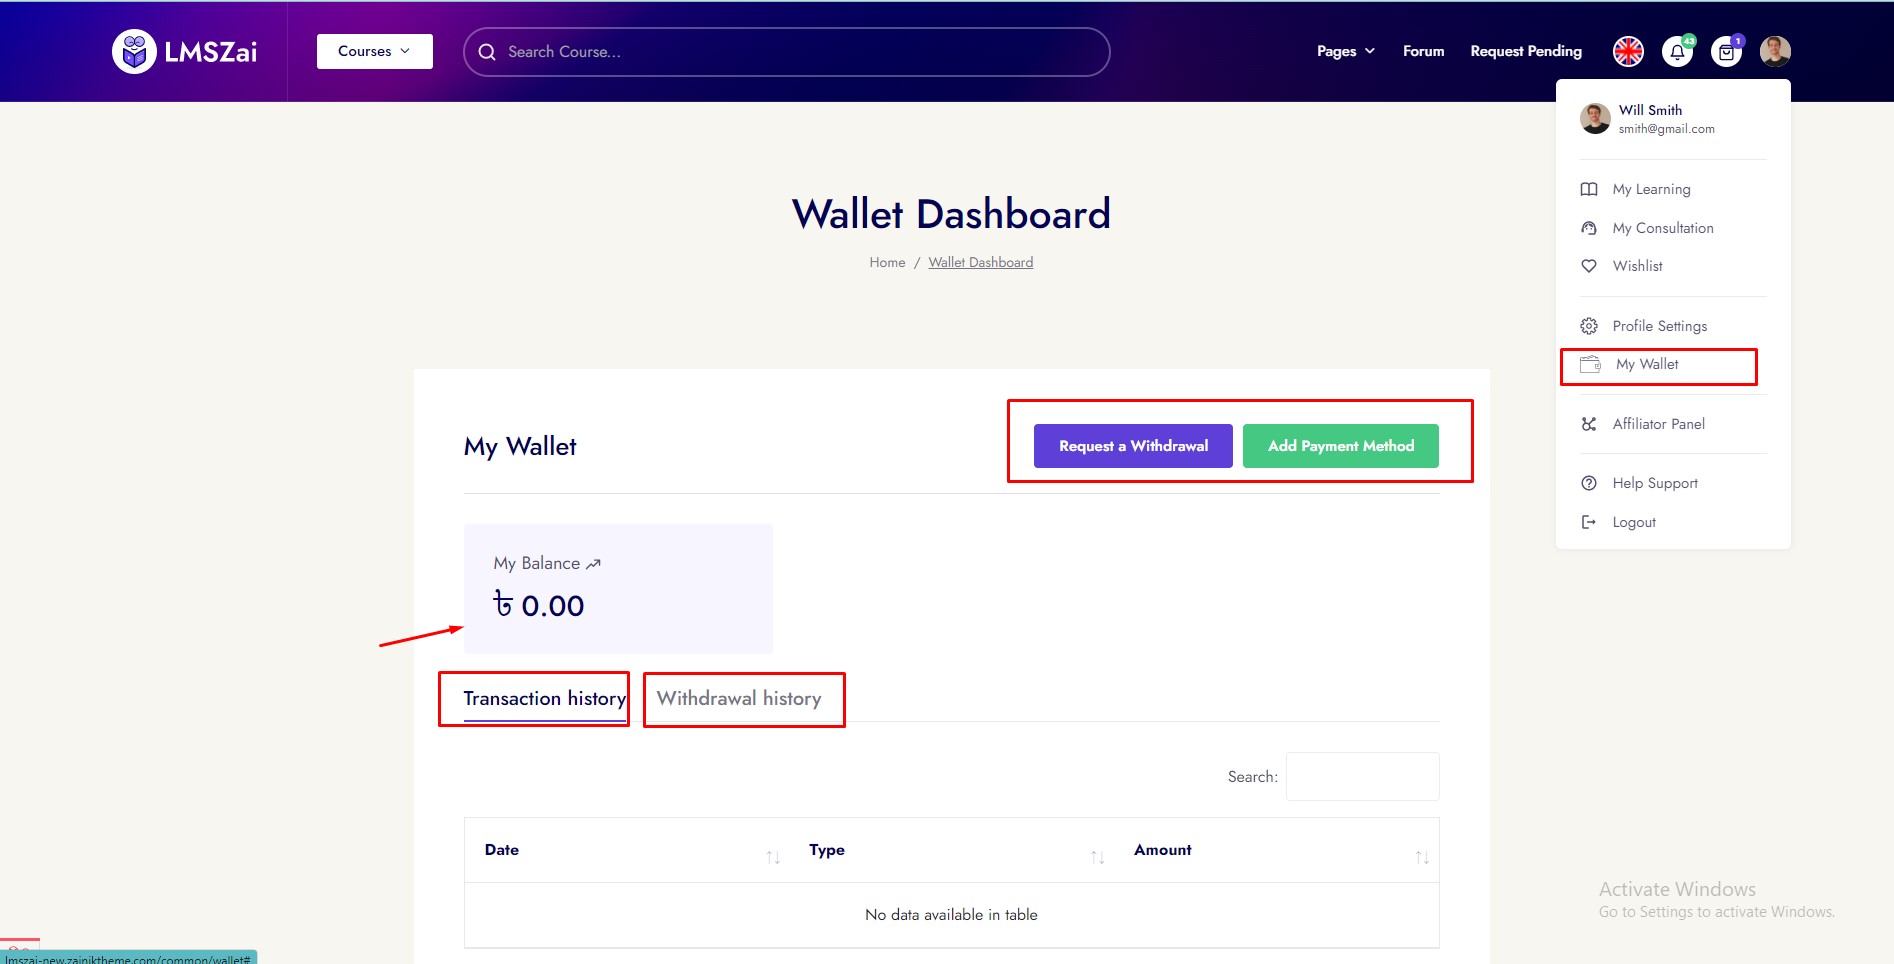 LMSZai
Courses
Search Course...
Pages
Forum
Request Pending
43
1
Will Smith
smith@gmail.com
My Learning
My Consultation
Wishlist
Profile Settings
My Wallet
Affiliator Panel
Help Support
Logout
Wallet Dashboard
Home / Wallet Dashboard
My Wallet
Request a Withdrawal
Add Payment Method
My Balance
৳ 0.00
Transaction history
Withdrawal history
Search:
Date
Type
Amount
No data available in table
Activate Windows
Go to Settings to activate Windows.
lmszai-new.zainiktheme.com/common/wallet#